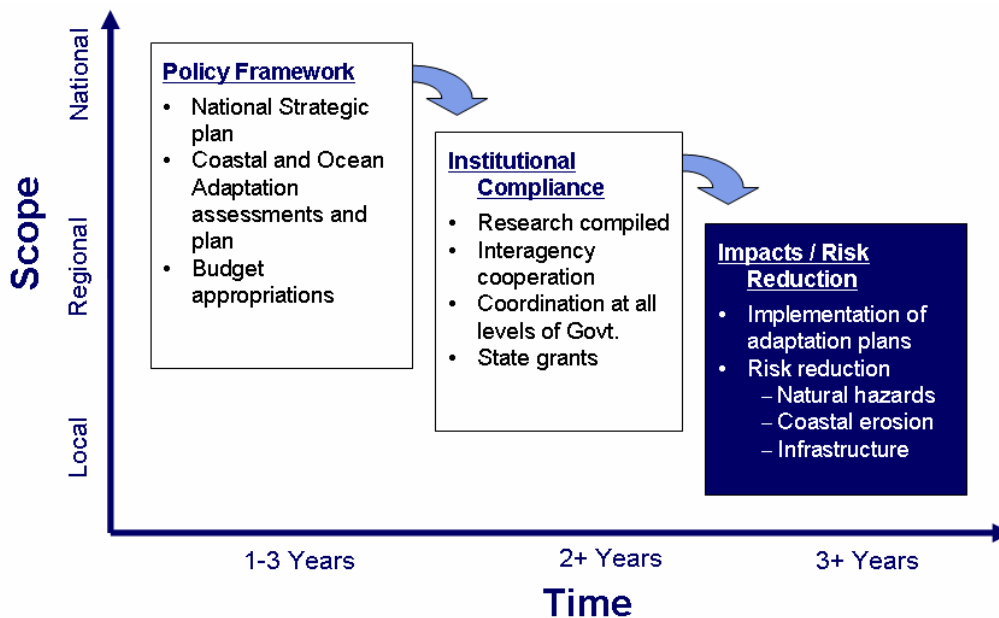 Scope
National
Regional
Local
Policy Framework
• National Strategic
plan
• Coastal and Ocean
Adaptation
assessments and
plan
• Budget
appropriations
Institutional
Compliance
• Research compiled
• Interagency
cooperation
• Coordination at all
levels of Govt.
• State grants
Impacts / Risk
Reduction
• Implementation of
adaptation plans
• Risk reduction
– Natural hazards
– Coastal erosion
– Infrastructure
1-3 Years
2+ Years
3+ Years
Time